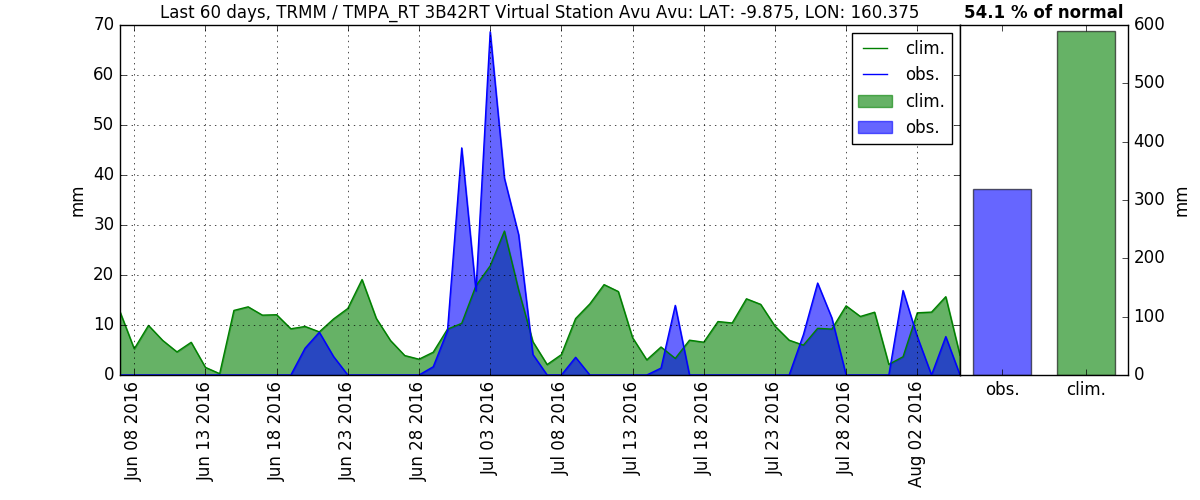 Last 60 days, TRMM / TMPA_RT 3B42RT Virtual Station Avu Avu: LAT: -9.875, LON: 160.375
54.1 % of normal
70
60
50
40
30
20
10
0
mm
clim.
obs.
clim.
obs.
600
500
400
300
200
100
0
mm
obs.
clim.
Jun 08 2016
Jun 13 2016
Jun 18 2016
Jun 23 2016
Jun 28 2016
Jul 03 2016
Jul 08 2016
Jul 13 2016
Jul 18 2016
Jul 23 2016
Jul 28 2016
Aug 02 2016